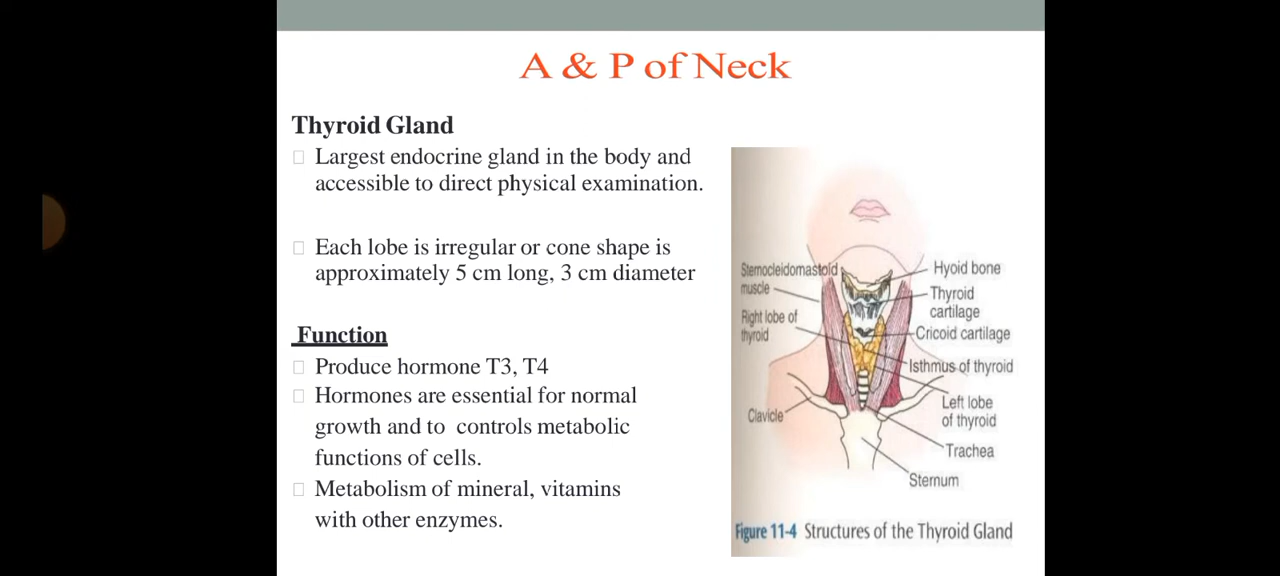 A & P of Neck
Thyroid Gland
Largest endocrine gland in the body and
accessible to direct physical examination.
Each lobe is irregular or cone shape is
approximately 5 cm long, 3 cm diameter
Function
Produce hormone T3, T4
Hormones are essential for normal
growth and to controls metabolic
functions of cells.
Metabolism of mineral, vitamins
with other enzymes.
Sternocleidomastoid
muscle
Right lobe of
thyroid
Clavicle
Hyoid bone
Thyroid
cartilage
Cricoid cartilage
Isthmus of thyroid
Left lobe
of thyroid
Trachea
Sternum
Figure 11-4 Structures of the Thyroid Gland